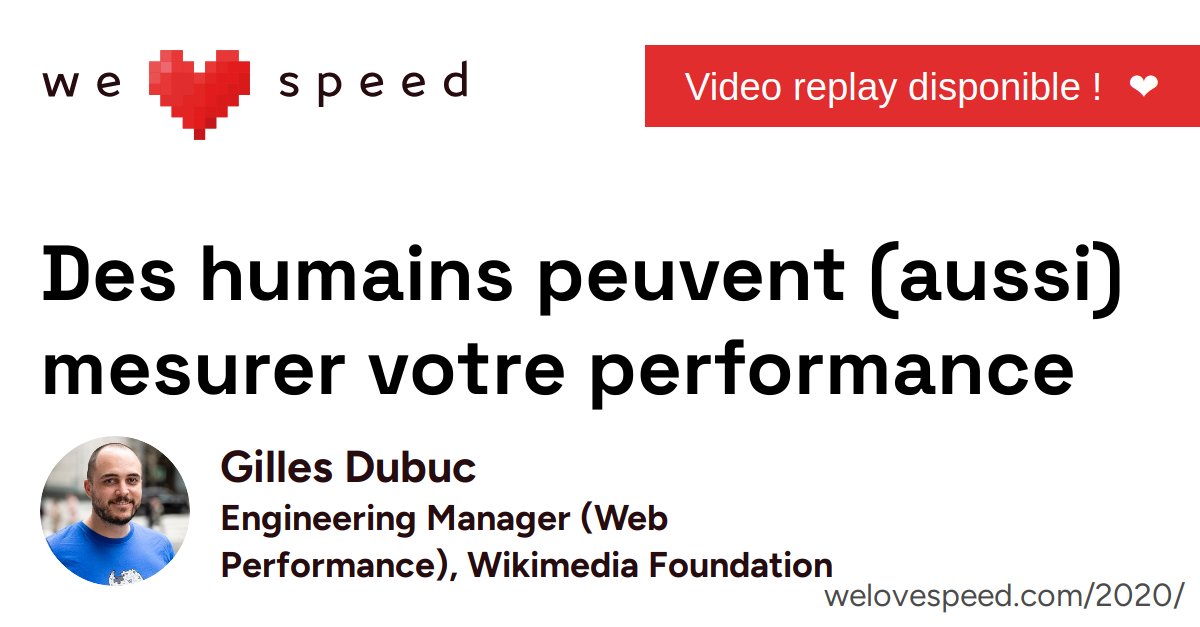 we speed
Video replay disponible ! ❤
Des humains peuvent (aussi)
mesurer votre performance
Gilles Dubuc
Engineering Manager (Web
Performance), Wikimedia Foundation
welovespeed.com/2020/